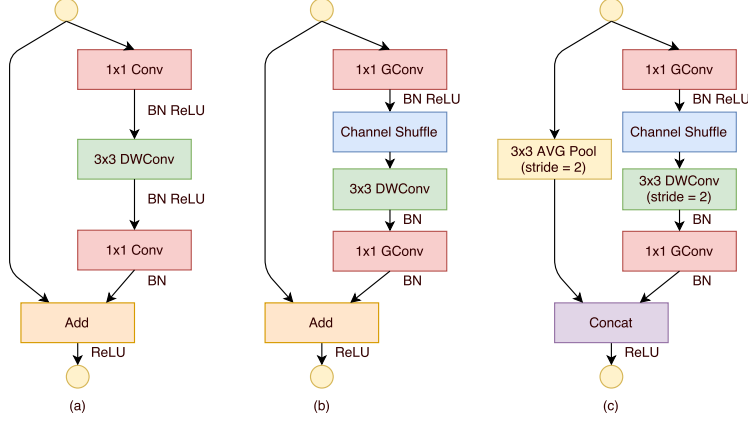 1x1 Conv
BN ReLU
3x3 DWConv
BN ReLU
1x1 Conv
BN
Add
ReLU
(a)
1x1 GConv
BN ReLU
Channel Shuffle
3x3 DWConv
BN
1x1 GConv
BN
Add
ReLU
(b)
3x3 AVG Pool
(stride = 2)
1x1 GConv
BN ReLU
Channel Shuffle
3x3 DWConv
(stride = 2)
BN
1x1 GConv
BN
Concat
ReLU
(c)